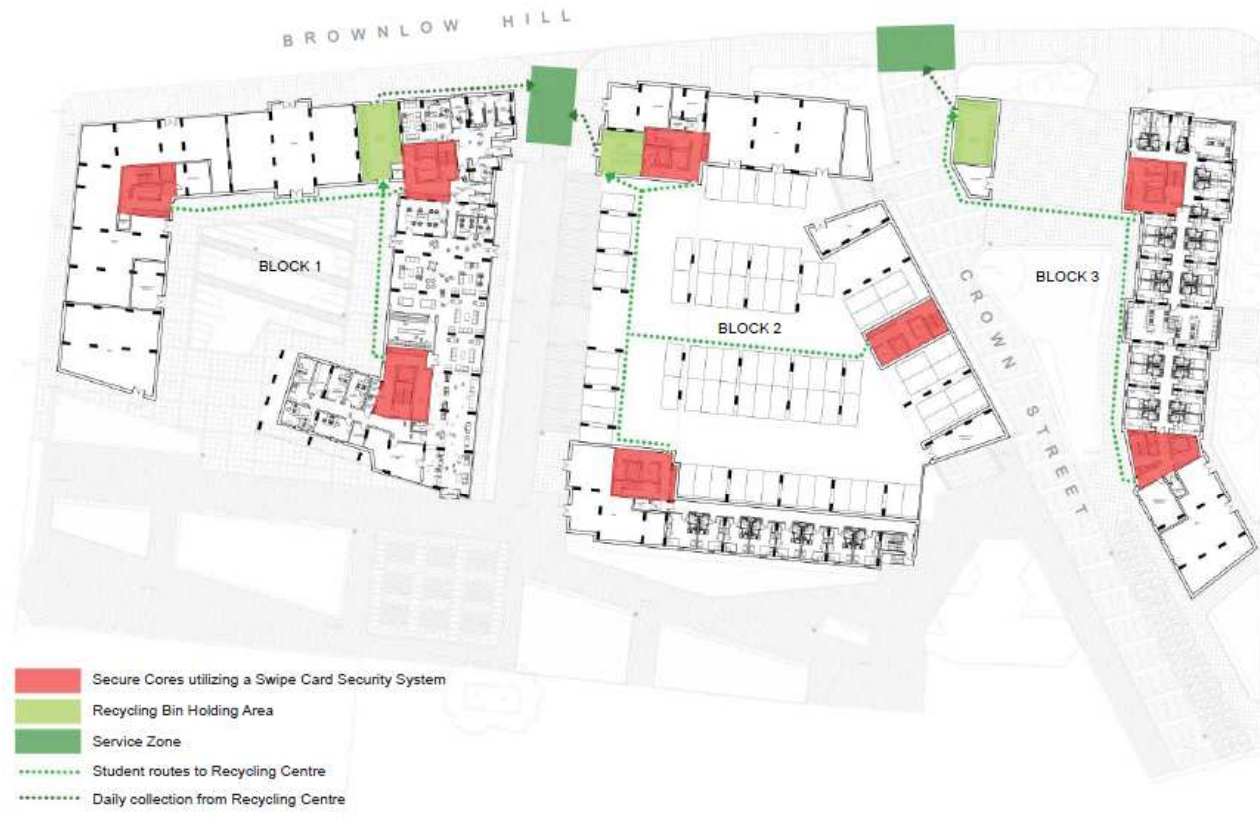 BROWNLOW HILL
BLOCK 1
BLOCK 2
BLOCK 3
CROWN STREET
Secure Cores utilizing a Swipe Card Security System
Recycling Bin Holding Area
Service Zone
Student routes to Recycling Centre
Daily collection from Recycling Centre